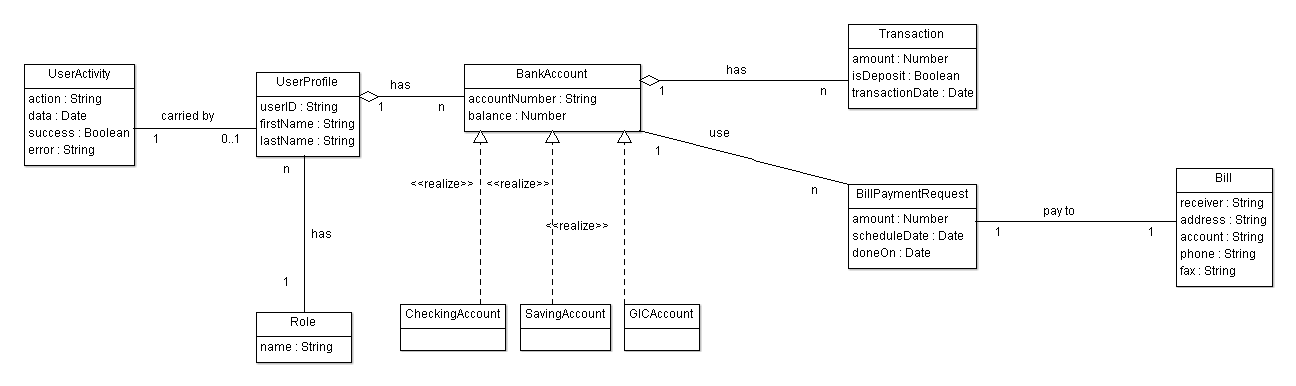 UserActivity
action : String
data : Date
success : Boolean
error : String
carried by
1
0..1
UserProfile
userID : String
firstName : String
lastName : String
has
1
n
n
has
1
Role
name : String
BankAccount
accountNumber : String
balance : Number
<<realize>>
<<realize>>
<<realize>>
CheckingAccount
SavingAccount
GICAccount
has
1
n
Transaction
amount : Number
isDeposit : Boolean
transactionDate : Date
use
1
n
BillPaymentRequest
amount : Number
scheduleDate : Date
doneOn : Date
pay to
1
1
Bill
receiver : String
address : String
account : String
phone : String
fax : String